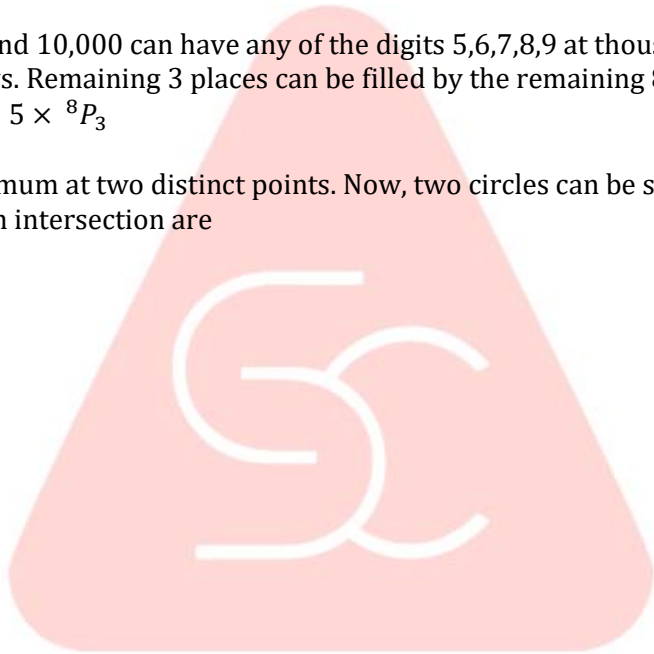 nd 10,000 can have any of the digits 5,6,7,8,9 at thous
s. Remaining 3 places can be filled by the remaining 8
5 × ⁸P₃
mum at two distinct points. Now, two circles can be s
n intersection are